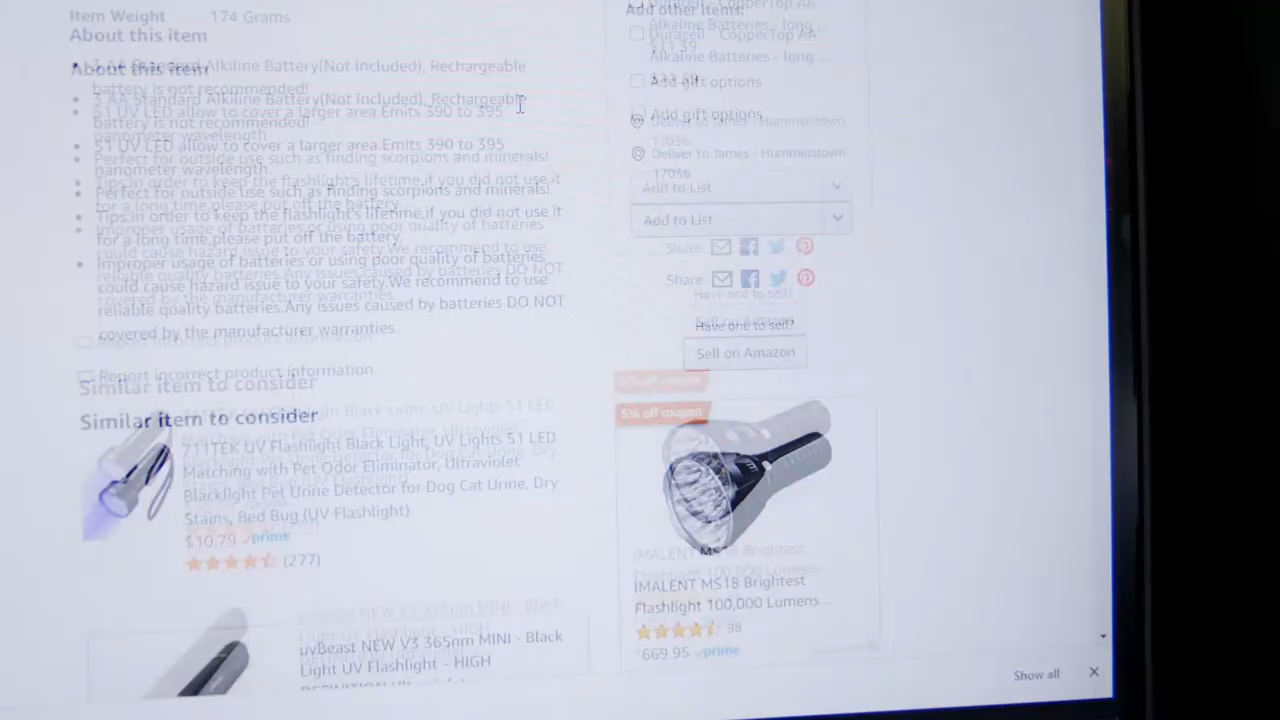 Item Weight 174 Grams
About this item
3 AA Standard Alkiline Battery(Not Included), Rechargeable
battery is not recommended!
51 UV LED allow to cover a larger area.Emits 390 to 395
nanometer wavelength.
Perfect for outside use such as finding scorpions and minerals!
Tips:in order to keep the flashlight's lifetime,if you did not use it
for a long time,please put off the battery.
Improper usage of batteries or using poor quality of batteries
could cause hazard issue to your safety.We recommend to use
reliable quality batteries.Any issues caused by batteries DO NOT
covered by the manufacturer warranties.
Report incorrect product information.
Similar item to consider
711TEK UV Flashlight Black Light, UV Lights 51 LED
Matching with Pet Odor Eliminator, Ultraviolet
Blacklight Pet Urine Detector for Dog Cat Urine, Dry
Stains, Bed Bug (UV Flashlight)
$10.79 prime
(277)
uvBeast NEW V3 365nm MINI - Black
Light UV Flashlight – HIGH
Add other items:
Duracell - CopperTop AA
Alkaline Batteries - long ...
Add gift options
Deliver to James - Hummelstown
17036
Add to List
Share
Have one to sell?
Sell on Amazon
5% off coupon
IMALENT MS18 Brightest
Flashlight 100,000 Lumens...
98
669.95 prime
Show all